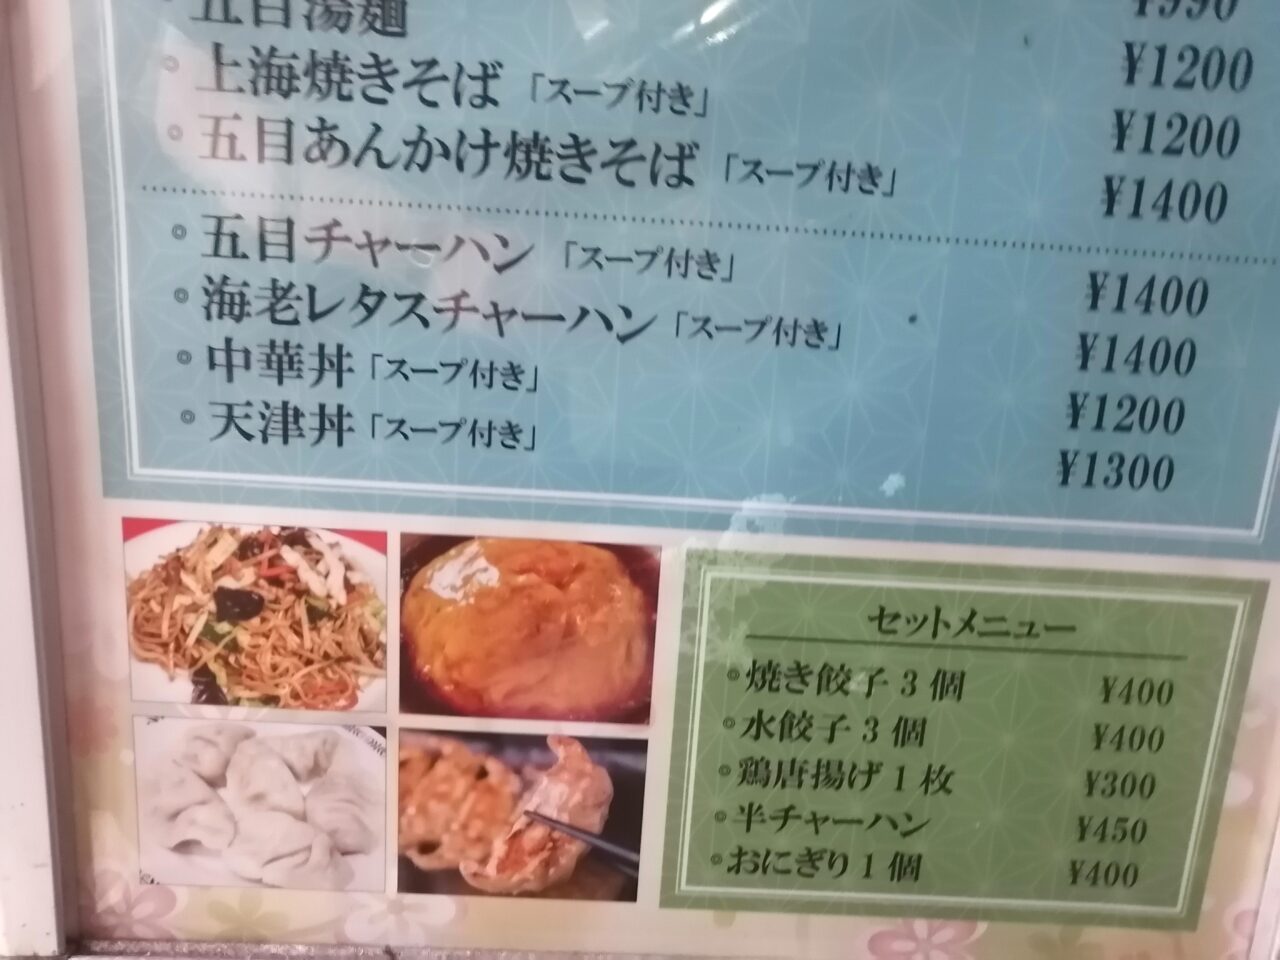 ¥990
五目湯麺 ¥1200
◎上海焼きそば「スープ付き」 ¥1200
◎五目あんかけ焼きそば「スープ付き」 ¥1400
◎五目チャーハン「スープ付き」 ¥1400
◎海老レタスチャーハン「スープ付き」 ¥1400
◎中華丼「スープ付き」 ¥1200
◎天津丼「スープ付き」 ¥1300
セットメニュー
◎焼き餃子3個 ¥400
◎水餃子3個 ¥400
◎鶏唐揚げ1枚 ¥300
◎半チャーハン ¥450
◎おにぎり1個 ¥400